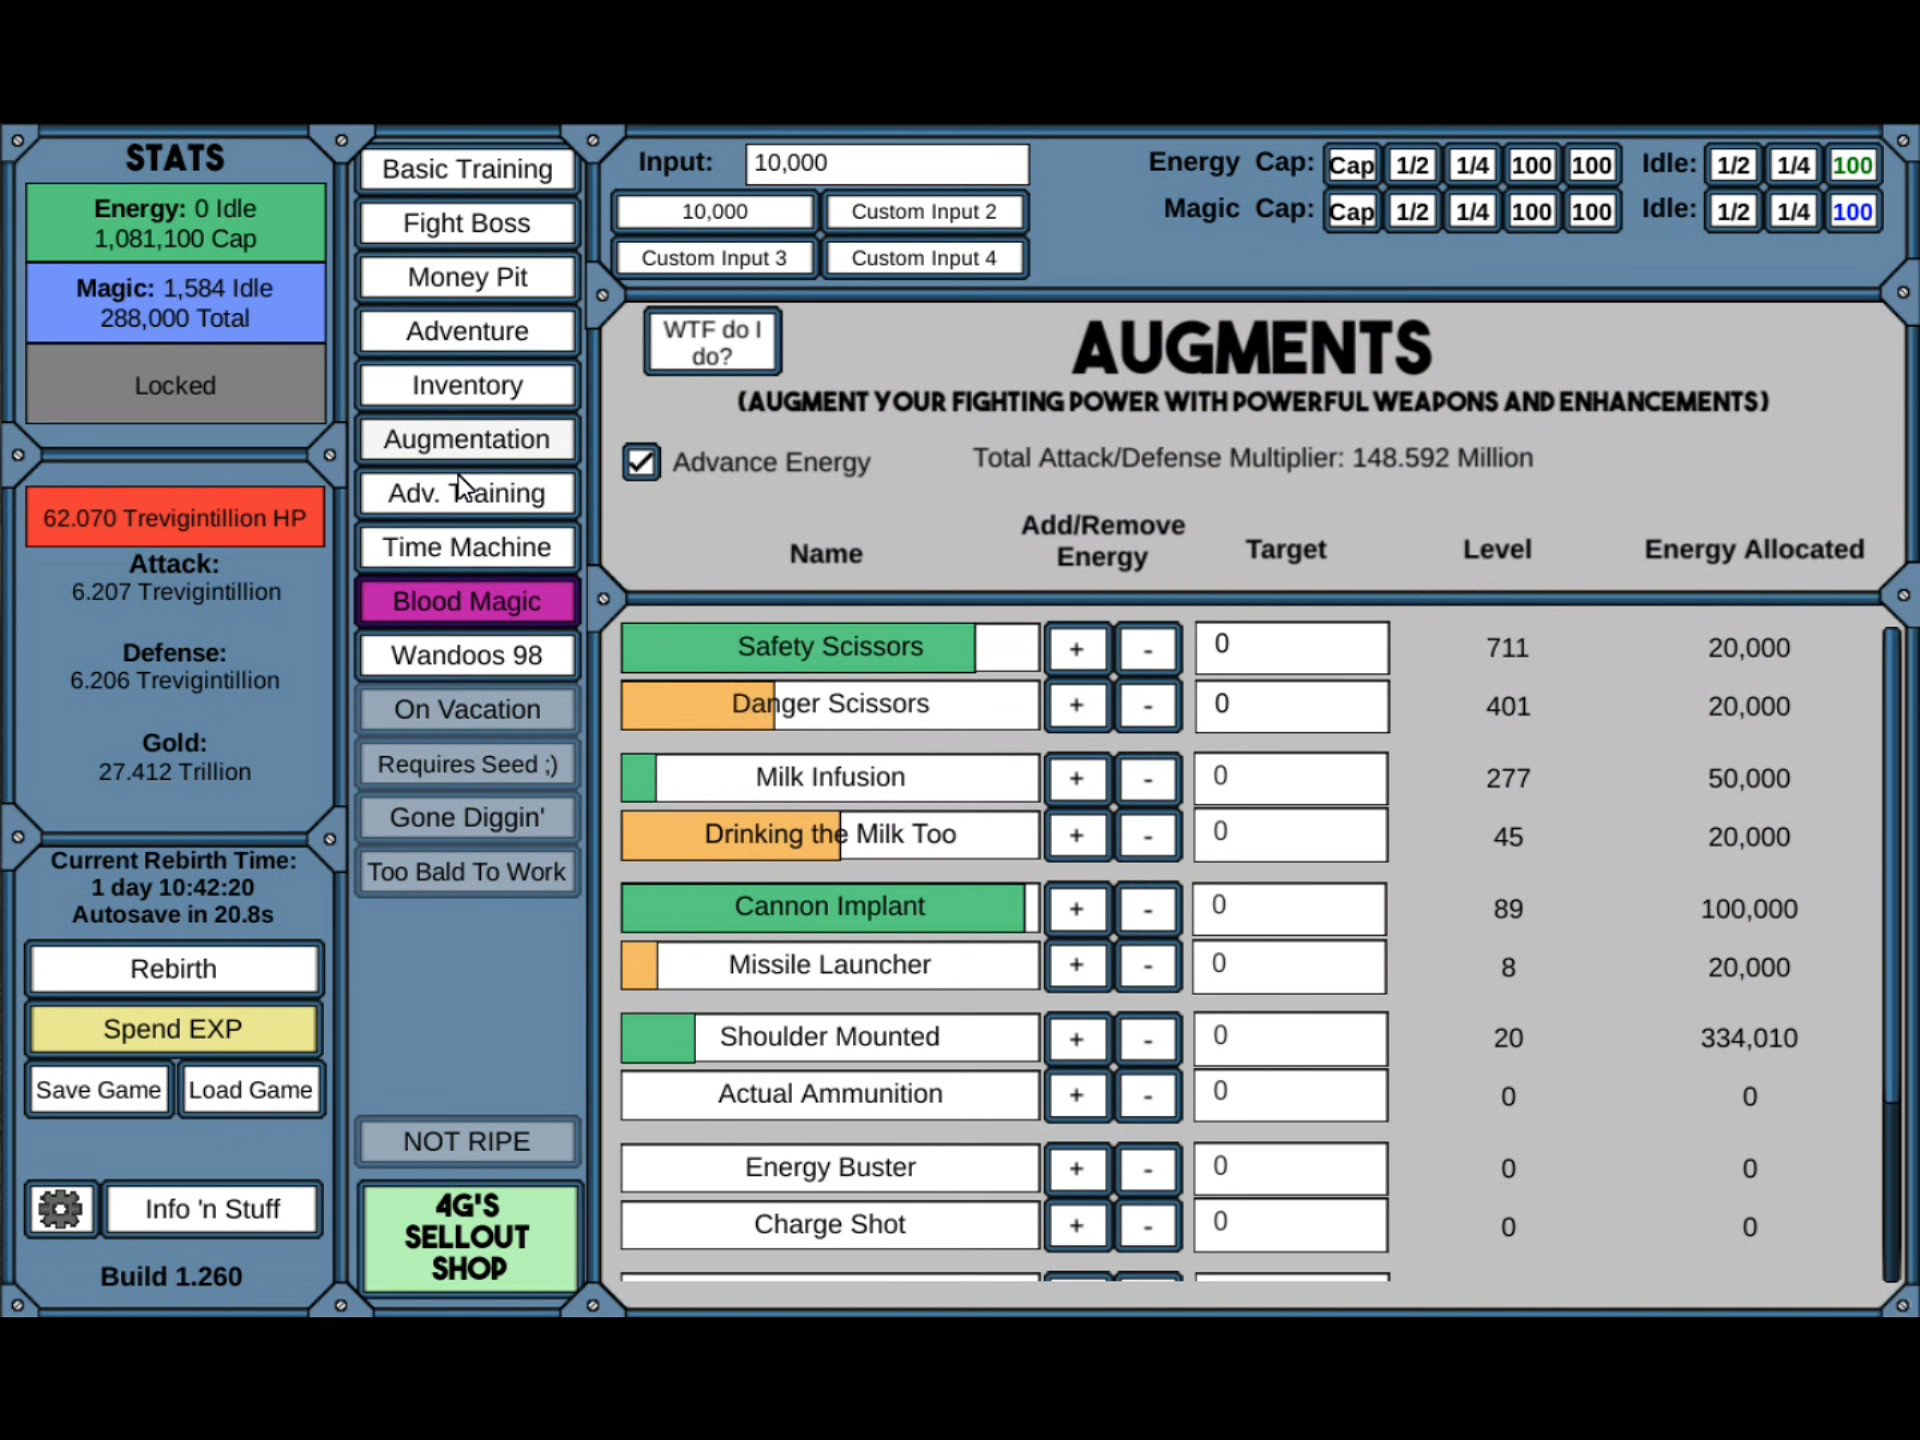 STATS
Energy: 0 Idle
1,081,100 Cap
Magic: 1,584 Idle
288,000 Total
Locked
62.070 Trevigintillion HP
Attack:
6.207 Trevigintillion
Defense:
6.206 Trevigintillion
Gold:
27.412 Trillion
Current Rebirth Time:
1 day 10:42:20
Autosave in 20.8s
Rebirth
Spend EXP
Save Game Load Game
Info 'n Stuff
Build 1.260
Basic Training
Fight Boss
Money Pit
Adventure
Inventory
Augmentation
Adv. Training
Time Machine
Blood Magic
Wandoos 98
On Vacation
Requires Seed ;)
Gone Diggin'
Too Bald To Work
NOT RIPE
4G'S
SELLOUT
SHOP
Input: 10,000
10,000 Custom Input 2
Custom Input 3 Custom Input 4
Energy Cap: Cap 1/2 1/4 100 100 Idle: 1/2 1/4 100
Magic Cap: Cap 1/2 1/4 100 100 Idle: 1/2 1/4 100
WTF do I
do?
AUGMENTS
(AUGMENT YOUR FIGHTING POWER WITH POWERFUL WEAPONS AND ENHANCEMENTS)
Advance Energy Total Attack/Defense Multiplier: 148.592 Million
Name Add/Remove
Energy Target Level Energy Allocated
Safety Scissors + - 0 711 20,000
Danger Scissors + - 0 401 20,000
Milk Infusion + - 0 277 50,000
Drinking the Milk Too + - 0 45 20,000
Cannon Implant + - 0 89 100,000
Missile Launcher + - 0 8 20,000
Shoulder Mounted + - 0 20 334,010
Actual Ammunition + - 0 0 0
Energy Buster + - 0 0 0
Charge Shot + - 0 0 0